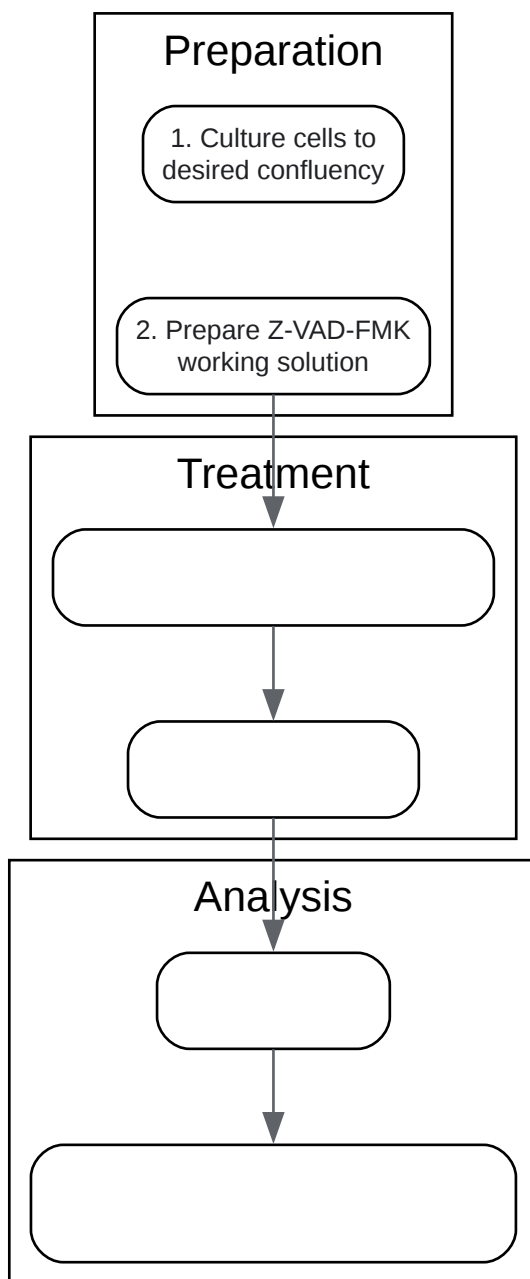 Preparation
1. Culture cells to
desired confluency
2. Prepare Z-VAD-FMK
working solution
Treatment
Analysis